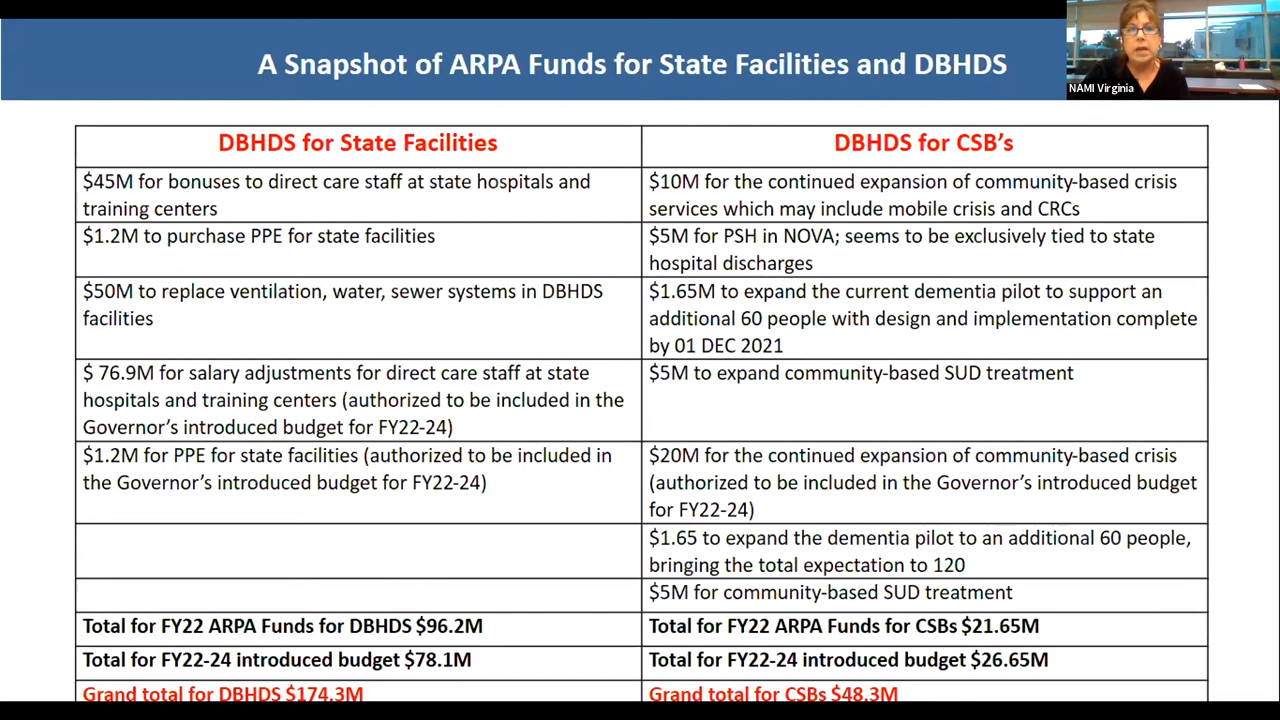 A Snapshot of ARPA Funds for State Facilities and DBHDS
NAMI Virginia
DBHDS for State Facilities
DBHDS for CSB's
$45M for bonuses to direct care staff at state hospitals and
training centers
$10M for the continued expansion of community-based crisis
services which may include mobile crisis and CRCs
$1.2M to purchase PPE for state facilities
$5M for PSH in NOVA; seems to be exclusively tied to state
hospital discharges
$50M to replace ventilation, water, sewer systems in DBHDS
facilities
$1.65M to expand the current dementia pilot to support an
additional 60 people with design and implementation complete
by 01 DEC 2021
$ 76.9M for salary adjustments for direct care staff at state
hospitals and training centers (authorized to be included in the
Governor's introduced budget for FY22-24)
$5M to expand community-based SUD treatment
$1.2M for PPE for state facilities (authorized to be included in
the Governor's introduced budget for FY22-24)
$20M for the continued expansion of community-based crisis
(authorized to be included in the Governor's introduced budget
for FY22-24)
$1.65 to expand the dementia pilot to an additional 60 people,
bringing the total expectation to 120
$5M for community-based SUD treatment
Total for FY22 ARPA Funds for DBHDS $96.2M
Total for FY22 ARPA Funds for CSBs $21.65M
Total for FY22-24 introduced budget $78.1M
Total for FY22-24 introduced budget $26.65M
Grand total for DBHDS $174.3M
Grand total for CSBs $48.3M